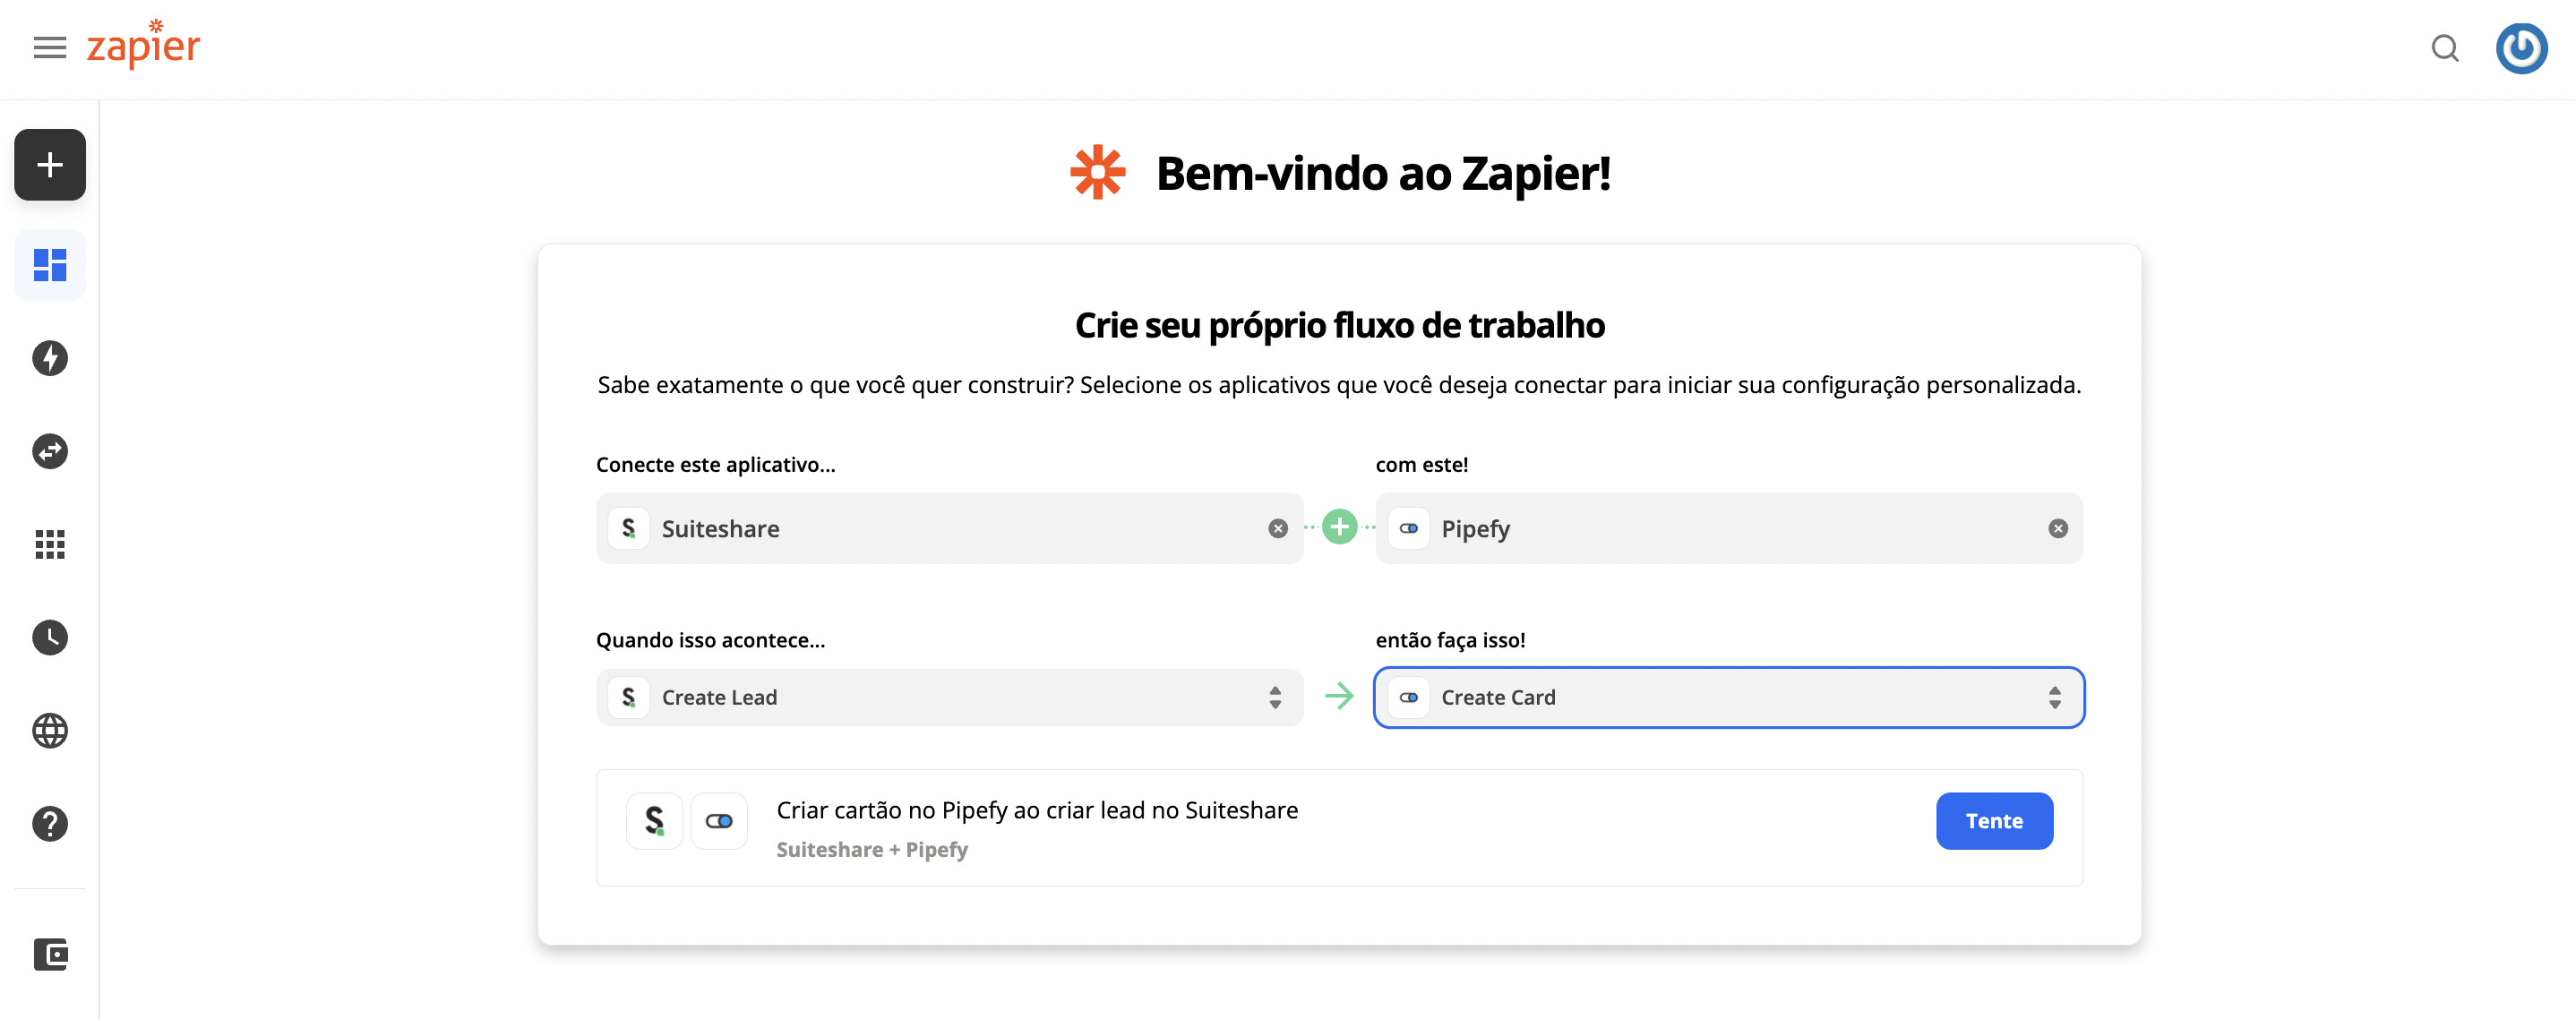 zapier
Bem-vindo ao Zapier!
Crie seu próprio fluxo de trabalho
Sabe exatamente o que você quer construir? Selecione os aplicativos que você deseja conectar para iniciar sua configuração personalizada.
Conecte este aplicativo...
com este!
Suiteshare
Pipefy
Quando isso acontece...
então faça isso!
Create Lead
Create Card
Criar cartão no Pipefy ao criar lead no Suiteshare
Suiteshare + Pipefy
Tente